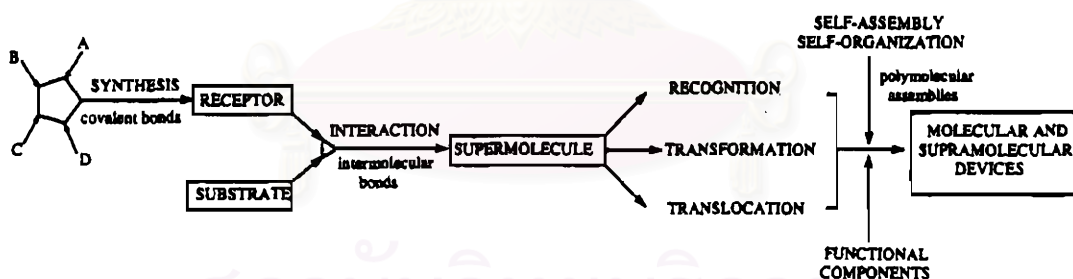 A
B
C
D
SYNTHESIS
covalent bonds
RECEPTOR
SUBSTRATE
INTERACTION
intermolecular
bonds
SUPERMOLECULE
RECOGNITION
TRANSFORMATION
TRANSLOCATION
SELF-ASSEMBLY
SELF-ORGANIZATION
polymolecular
assemblies
FUNCTIONAL
COMPONENTS
MOLECULAR AND
SUPRAMOLECULAR
DEVICES